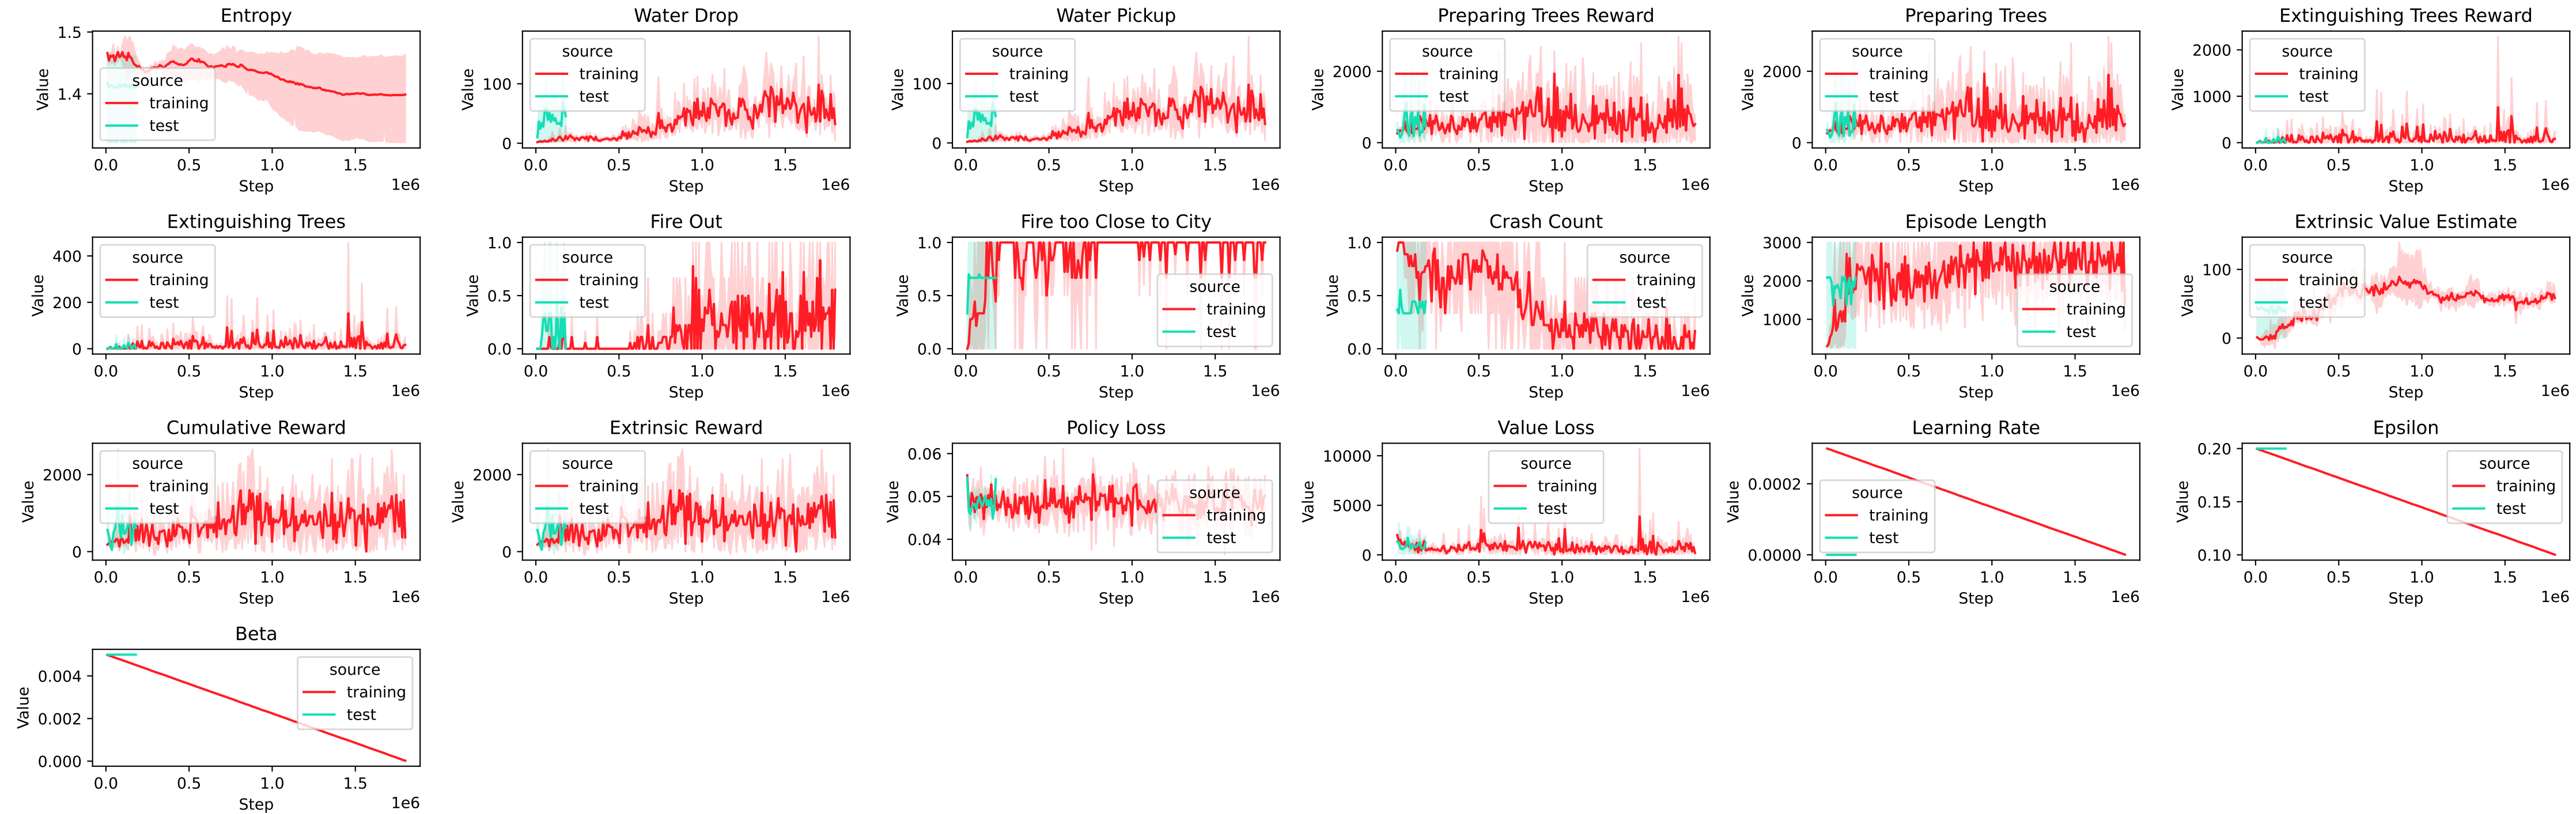 Entropy
1.5
1.4
Value
source
training
test
0.0 0.5 1.0 1.5
Step
1e6
Water Drop
100
0
Value
source
training
test
0.0 0.5 1.0 1.5
Step
1e6
Water Pickup
100
0
Value
source
training
test
0.0 0.5 1.0 1.5
Step
1e6
Preparing Trees Reward
2000
0
Value
source
training
test
0.0 0.5 1.0 1.5
Step
1e6
Preparing Trees
2000
0
Value
source
training
test
0.0 0.5 1.0 1.5
Step
1e6
Extinguishing Trees Reward
2000
1000
0
Value
source
training
test
0.0 0.5 1.0 1.5
Step
1e6
Extinguishing Trees
400
200
0
Value
source
training
test
0.0 0.5 1.0 1.5
Step
1e6
Fire Out
1.0
0.5
0.0
Value
source
training
test
0.0 0.5 1.0 1.5
Step
1e6
Fire too Close to City
1.0
0.5
0.0
Value
source
training
test
0.0 0.5 1.0 1.5
Step
1e6
Crash Count
1.0
0.5
0.0
Value
source
training
test
0.0 0.5 1.0 1.5
Step
1e6
Episode Length
3000
2000
1000
Value
source
training
test
0.0 0.5 1.0 1.5
Step
1e6
Extrinsic Value Estimate
100
0
Value
source
training
test
0.0 0.5 1.0 1.5
Step
1e6
Cumulative Reward
2000
0
Value
source
training
test
0.0 0.5 1.0 1.5
Step
1e6
Extrinsic Reward
2000
0
Value
source
training
test
0.0 0.5 1.0 1.5
Step
1e6
Policy Loss
0.06
0.05
0.04
Value
source
training
test
0.0 0.5 1.0 1.5
Step
1e6
Value Loss
10000
5000
0
Value
source
training
test
0.0 0.5 1.0 1.5
Step
1e6
Learning Rate
0.0002
0.0000
Value
source
training
test
0.0 0.5 1.0 1.5
Step
1e6
Epsilon
0.20
0.15
0.10
Value
source
training
test
0.0 0.5 1.0 1.5
Step
1e6
Beta
0.004
0.002
0.000
Value
source
training
test
0.0 0.5 1.0 1.5
Step
1e6